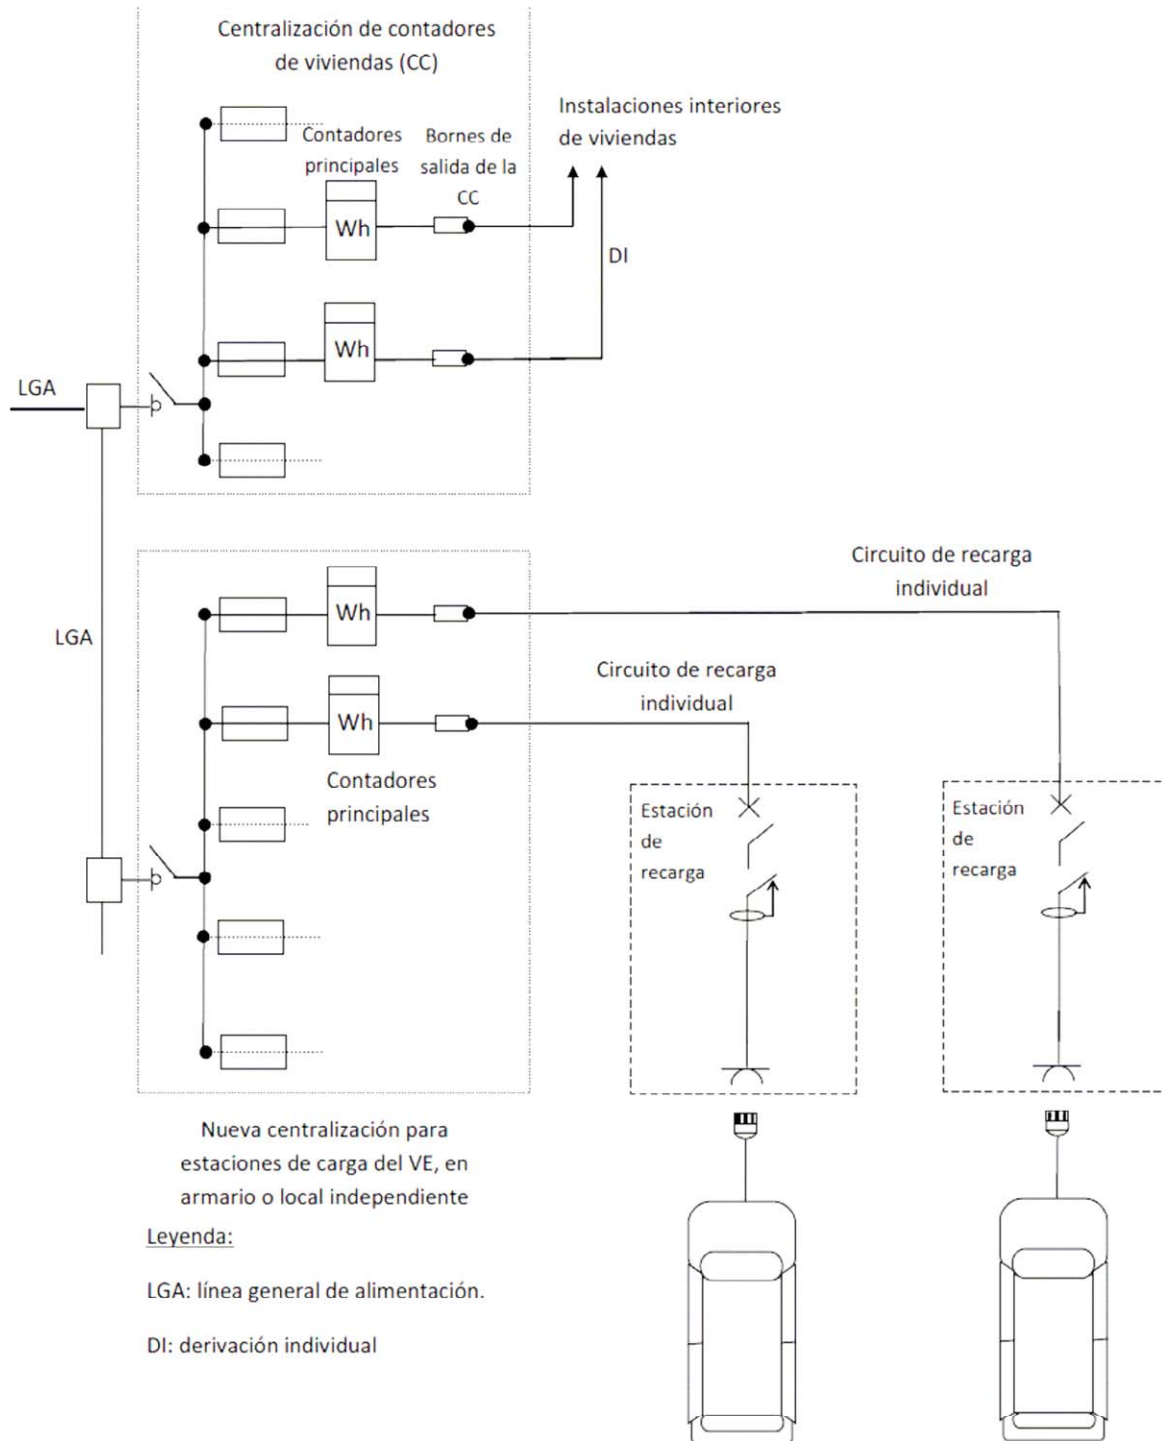 Centralización de contadores
de viviendas (CC)
Instalaciones interiores
de viviendas
Contadores
principales
Bornes de
salida de la
CC
Wh
DI
Wh
LGA
Circuito de recarga
individual
Wh
LGA
Circuito de recarga
individual
Wh
Contadores
principales
Estación
de
recarga
Estación
de
recarga
Nueva centralización para
estaciones de carga del VE, en
armario o local independiente
Leyenda:
LGA: línea general de alimentación.
DI: derivación individual